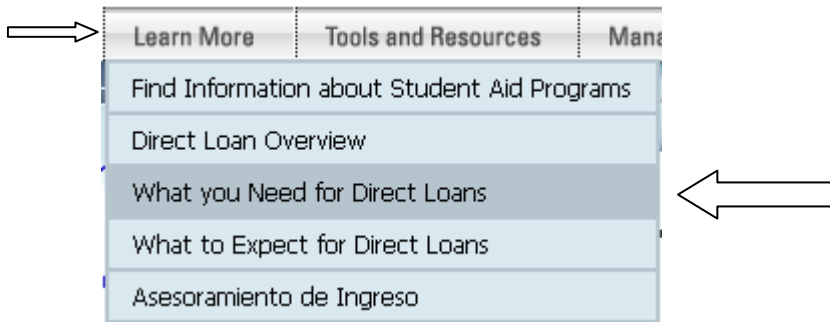 Learn More Tools and Resources
Find Information about Student Aid Programs
Direct Loan Overview
What you Need for Direct Loans
What to Expect for Direct Loans
Asesoramiento de Ingreso